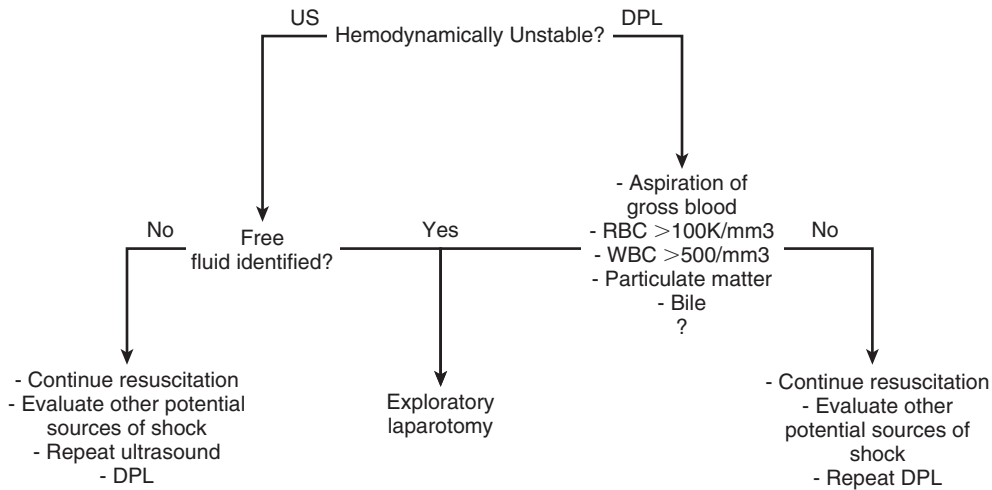 US
Hemodynamically Unstable?
DPL
- Aspiration of
gross blood
- RBC >100K/mm3
- WBC >500/mm3
- Particulate matter
- Bile
?
No
Free
fluid identified?
Yes
No
- Continue resuscitation
- Evaluate other potential
sources of shock
- Repeat ultrasound
- DPL
Exploratory
laparotomy
- Continue resuscitation
- Evaluate other
potential sources of
shock
- Repeat DPL